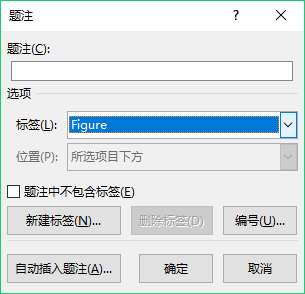 题注
?
题注(C):
选项
标签(L):
Figure
位置(P):
所选项目下方
题注中不包含标签(E)
新建标签(N)...
删除标签(D)
编号(U)...
自动插入题注(A)...
确定
取消